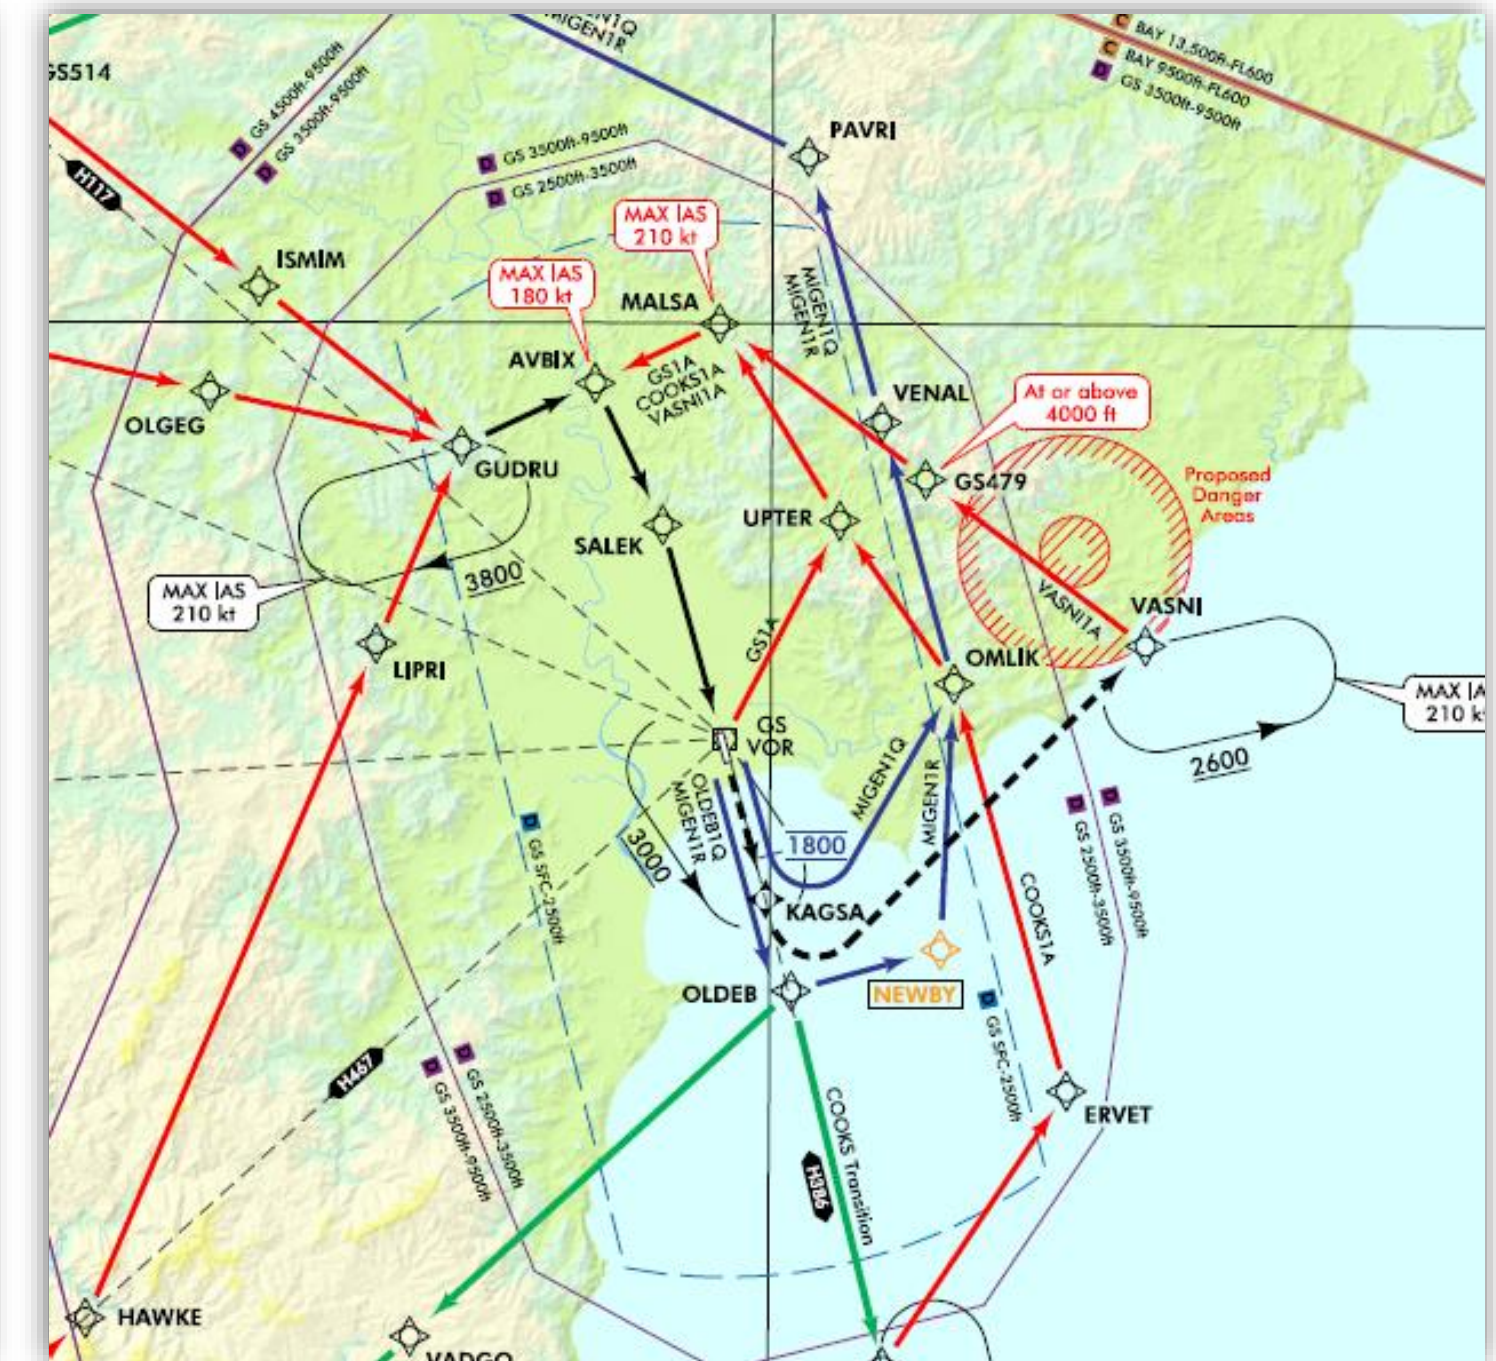 MIGEN1R
C BAY 13,500ft-FL600
C BAY 9500ft-FL600
D GS 3500ft-9500ft
GS514
D GS 4500ft-9500ft
D GS 3500ft-9500ft
D GS 3500ft-9500ft
D GS 2500ft-3500ft
PAVRI
H117
MAX IAS
210 kt
ISMIM
MAX IAS
180 kt
MALSA
MIGEN1Q
MIGEN1R
AVBIX
GS1A
COOKS1A
VASNI1A
VENAL
At or above
4000 ft
OLGEG
GUDRU
GS479
Proposed
Danger
Areas
UPTER
SALEK
3800
MAX IAS
210 kt
VASNI1A
VASNI
GS1A
OMLIK
LIPRI
MAX IA
210 k
GS
VOR
2600
OLDEB1Q
MIGEN1R
MIGEN1Q
MIGEN1R
D GS SFC-2500ft
3000
1800
D GS 3500ft-9500ft
D GS 2500ft-3500ft
KAGSA
COOKS1A
OLDEB
NEWBY
D GS SFC-2500ft
H467
D GS 2500ft-3500ft
D GS 3500ft-9500ft
ERVET
COOKS Transition
H386
HAWKE
VADGO